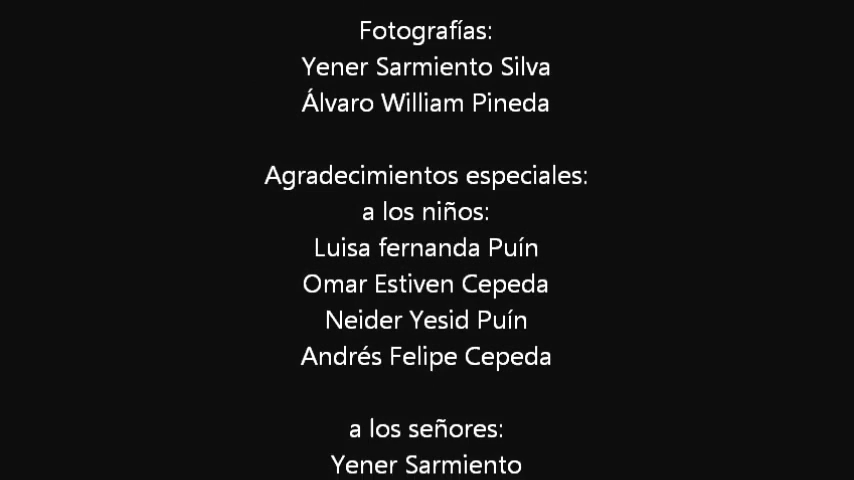 Fotografías:
Yener Sarmiento Silva
Álvaro William Pineda
Agradecimientos especiales:
a los niños:
Luisa fernanda Puín
Omar Estiven Cepeda
Neider Yesid Puín
Andrés Felipe Cepeda
a los señores:
Yener Sarmiento